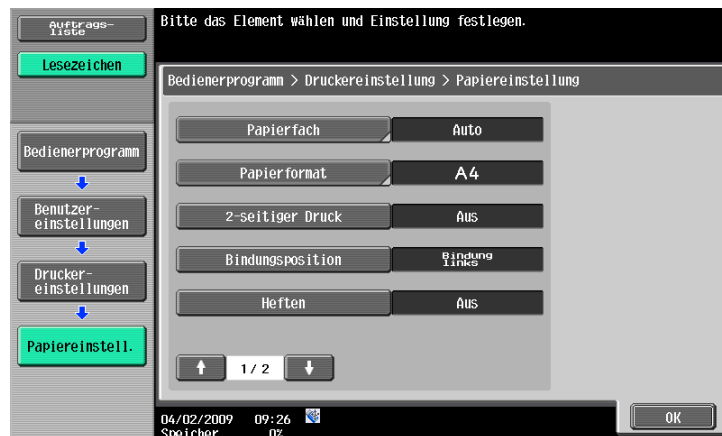 Auftrags-
liste
Bitte das Element wählen und Einstellung festlegen.
Lesezeichen
Bedienerprogramm > Druckereinstellung > Papiereinstellung
Papierfach Auto
Bedienerprogramm
Papierformat A4
Benutzer-
einstellungen
2-seitiger Druck Aus
Bindungsposition Bindung
links
Drucker-
einstellungen
Heften Aus
Papiereinstell.
1/2
04/02/2009 09:26
Speicher 0%
OK